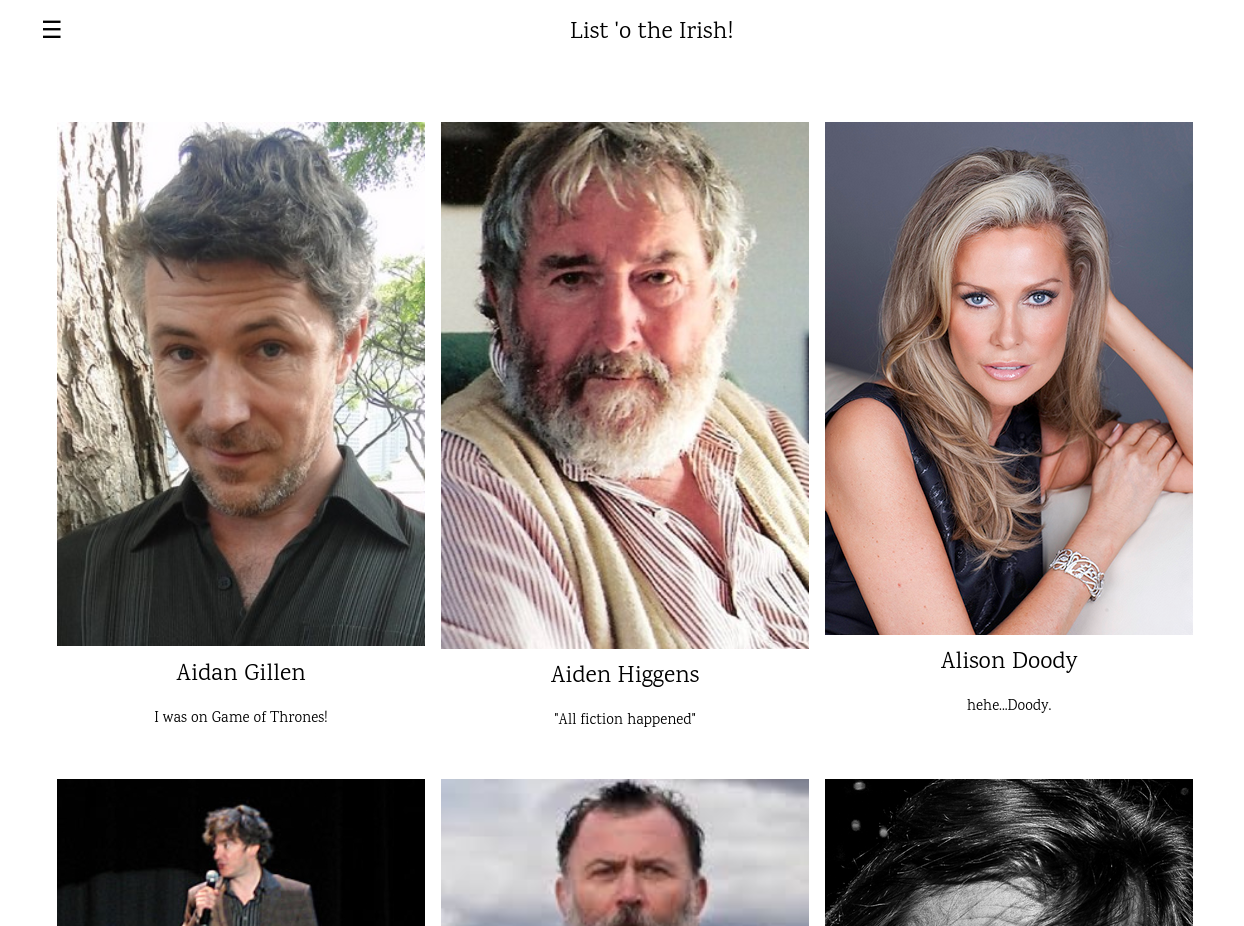 ☰
List 'o the Irish!
Aidan Gillen
I was on Game of Thrones!
Aiden Higgens
"All fiction happened"
Alison Doody
hehe...Doody.